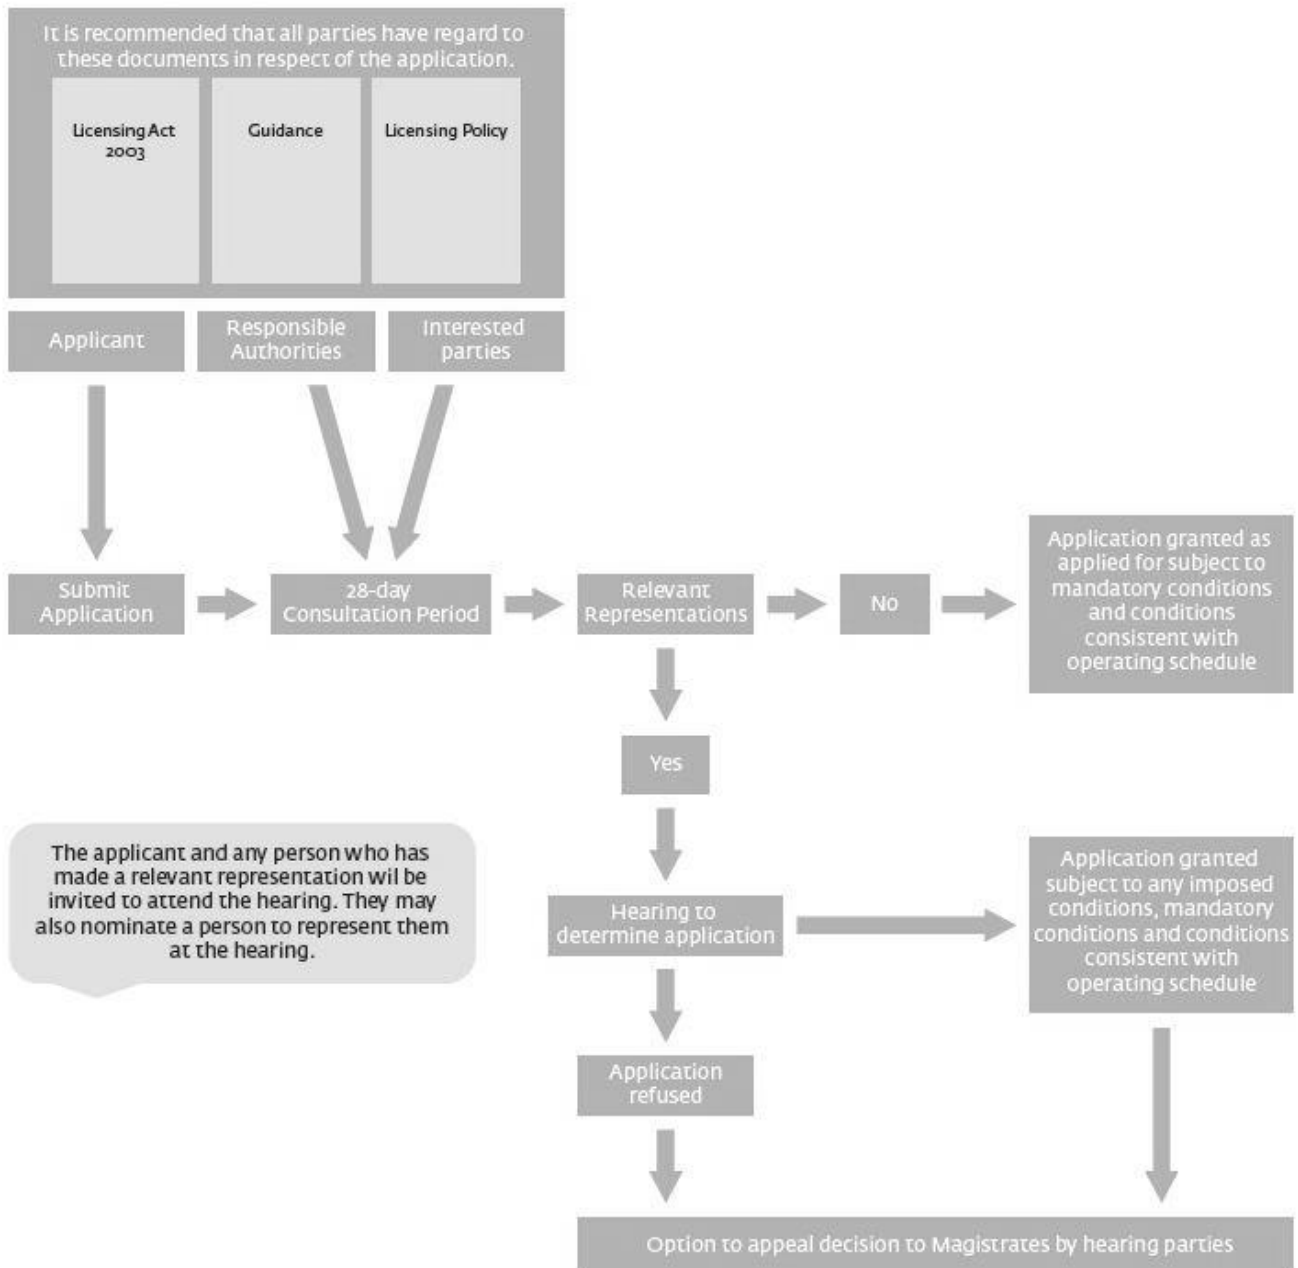 It is recommended that all parties have regard to
these documents in respect of the application.
Licensing Act
2003
Guidance
Licensing Policy
Applicant
Responsible
Authorities
Interested
parties
Submit
Application
28-day
Consultation Period
Relevant
Representations
No
Application granted as
applied for subject to
mandatory conditions
and conditions
consistent with
operating schedule
Yes
The applicant and any person who has
made a relevant representation wil be
invited to attend the hearing. They may
also nominate a person to represent them
at the hearing.
Hearing to
determine application
Application granted
subject to any imposed
conditions, mandatory
conditions and conditions
consistent with
operating schedule
Application
refused
Option to appeal decision to Magistrates by hearing parties